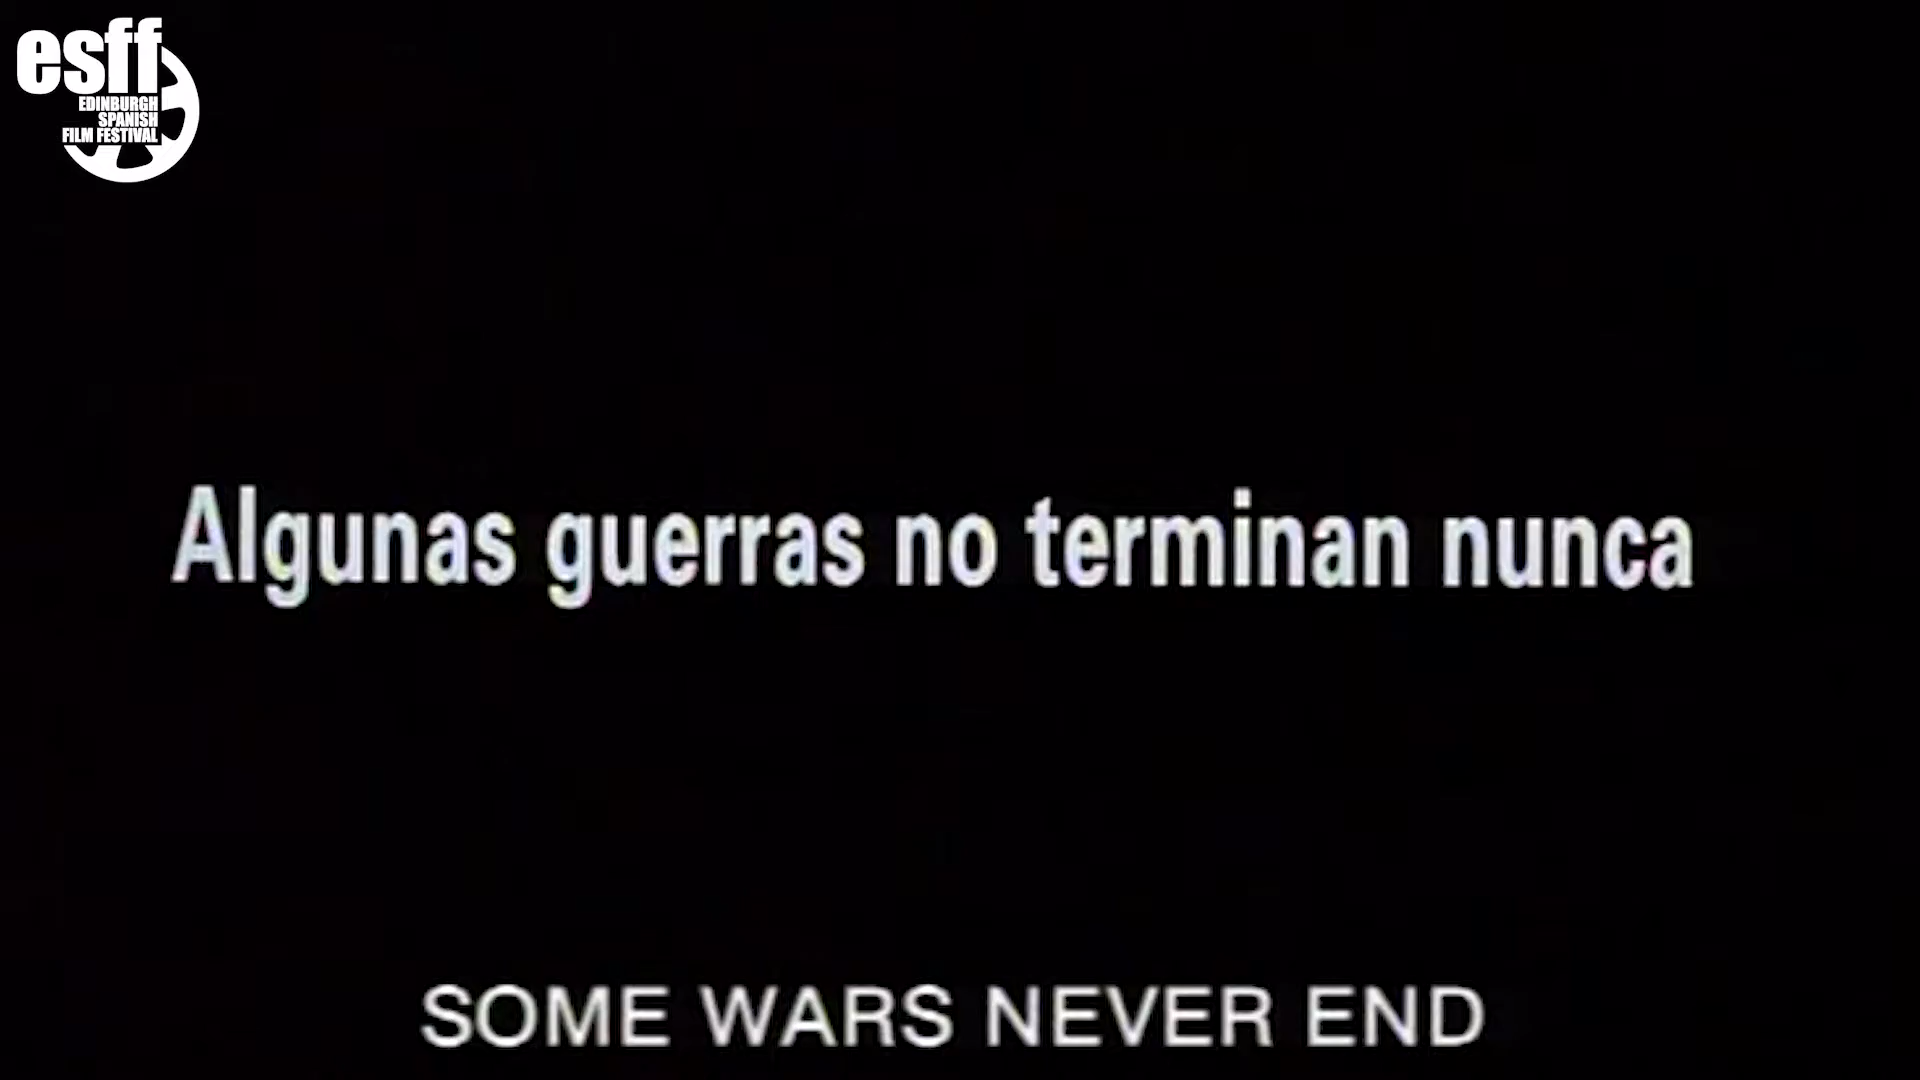 esff
EDINBURGH
SPANISH
FILM FESTIVAL
Algunas guerras no terminan nunca
SOME WARS NEVER END